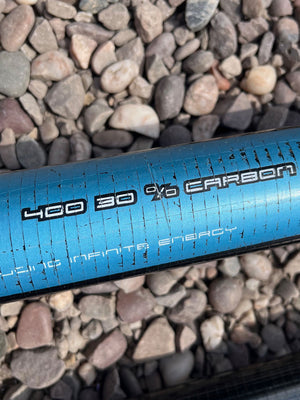 400 30 % CARBON
INFINITE ENERGY